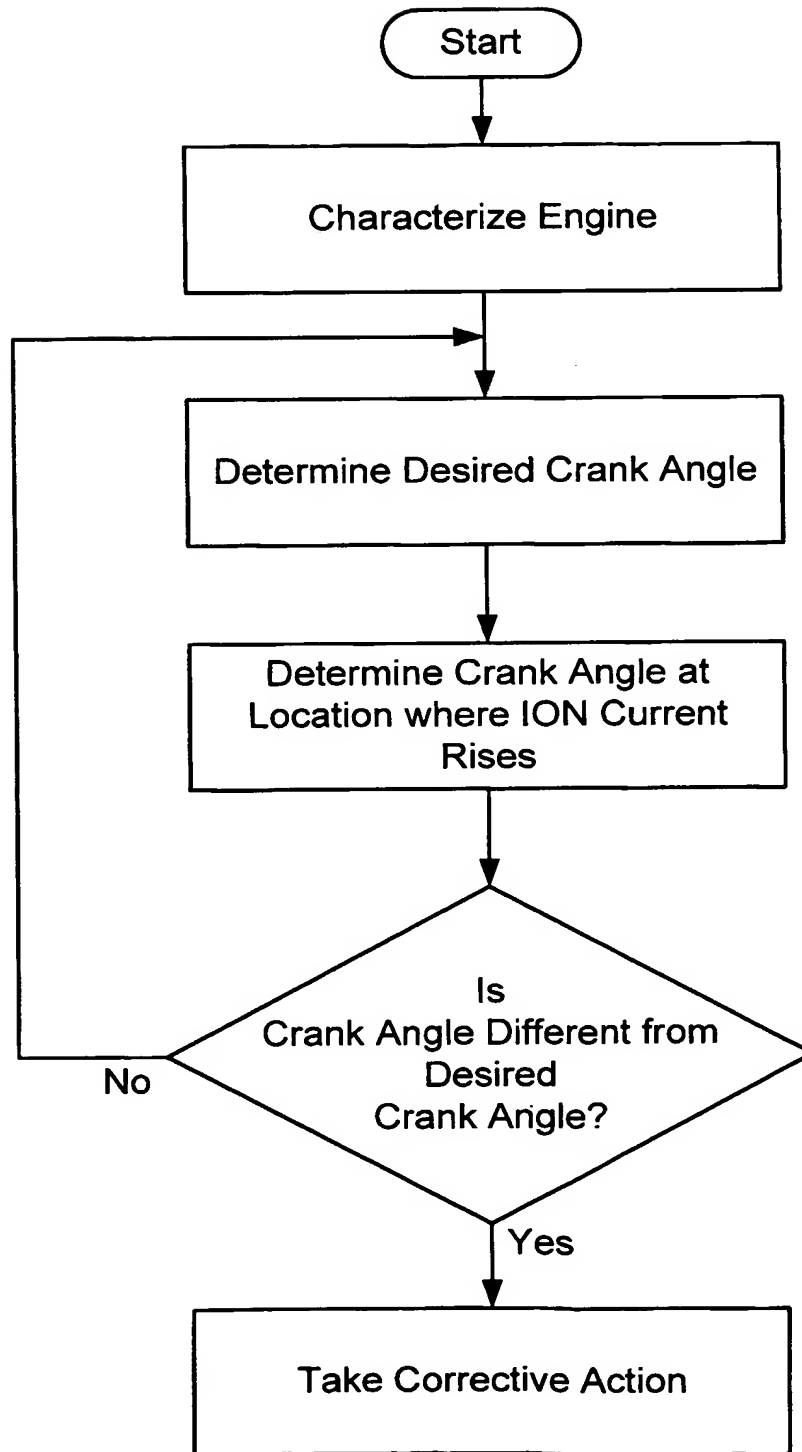 Start
Characterize Engine
Determine Desired Crank Angle
Determine Crank Angle at
Location where ION Current
Rises
Is
Crank Angle Different from
Desired
Crank Angle?
No
Yes
Take Corrective Action